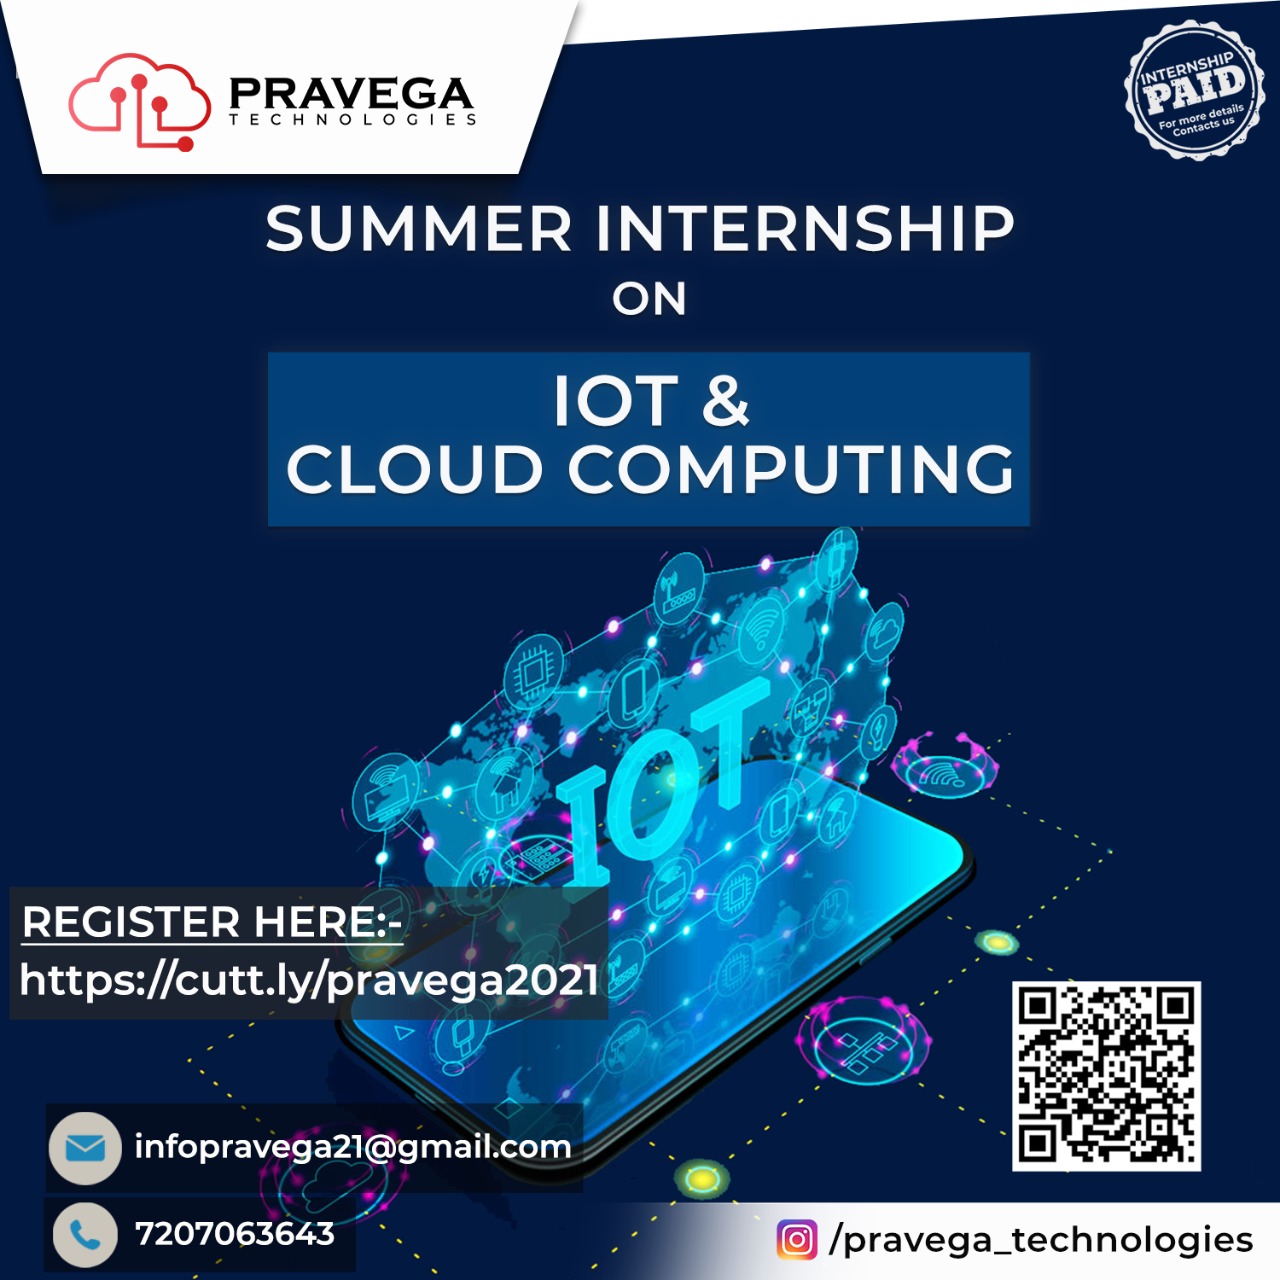 PRAVEGA
TECHNOLOGIES
INTERNSHIP
PAID
For more details
Contacts us
SUMMER INTERNSHIP
ON
IOT &
CLOUD COMPUTING
IOT
REGISTER HERE:-
https://cutt.ly/pravega2021
infopravega21@gmail.com
7207063643
/pravega_technologies